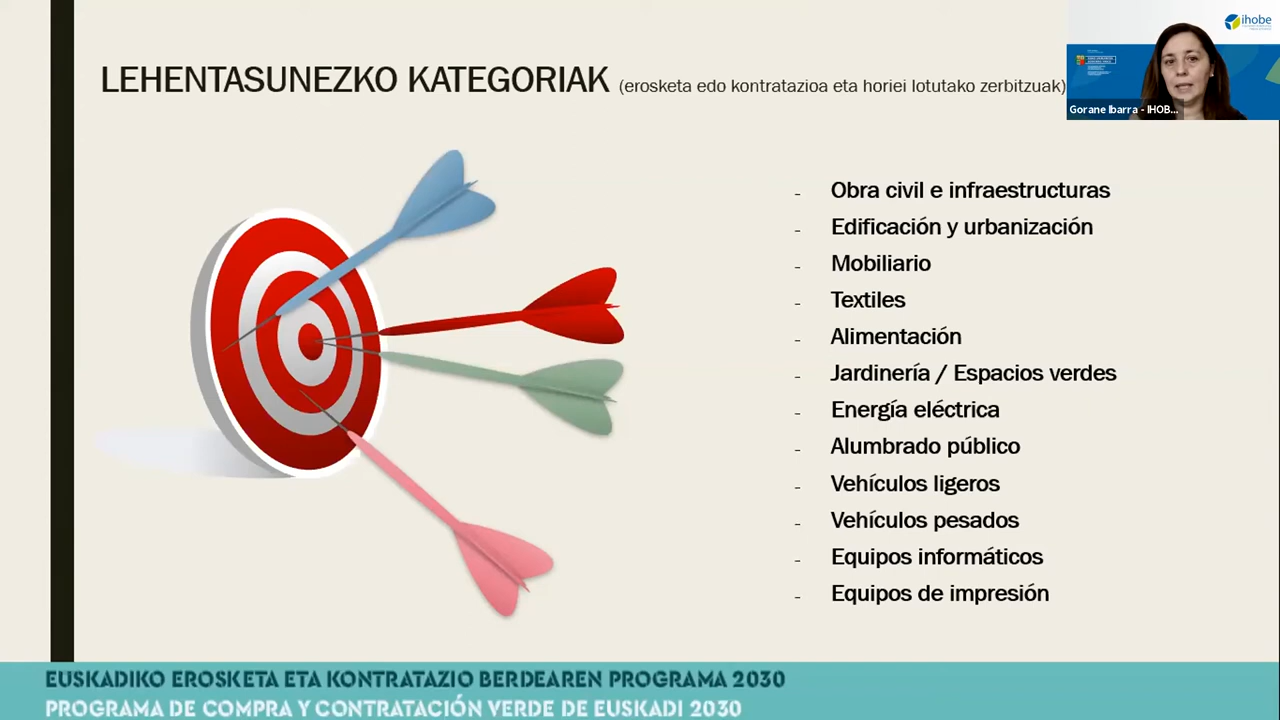 ihobe
LEHENTASUNEZKO KATEGORIAK (erosketa edo kontratazioa eta horiei lotutako zerbitzuak)
Gorane Ibarra - IHOB...
- Obra civil e infraestructuras
- Edificación y urbanización
- Mobiliario
- Textiles
- Alimentación
- Jardinería / Espacios verdes
- Energía eléctrica
- Alumbrado público
- Vehículos ligeros
- Vehículos pesados
- Equipos informáticos
- Equipos de impresión
EUSKADIKO EROSKETA ETA KONTRATAZIO BERDEAREN PROGRAMA 2030
PROGRAMA DE COMPRA Y CONTRATACIÓN VERDE DE EUSKADI 2030